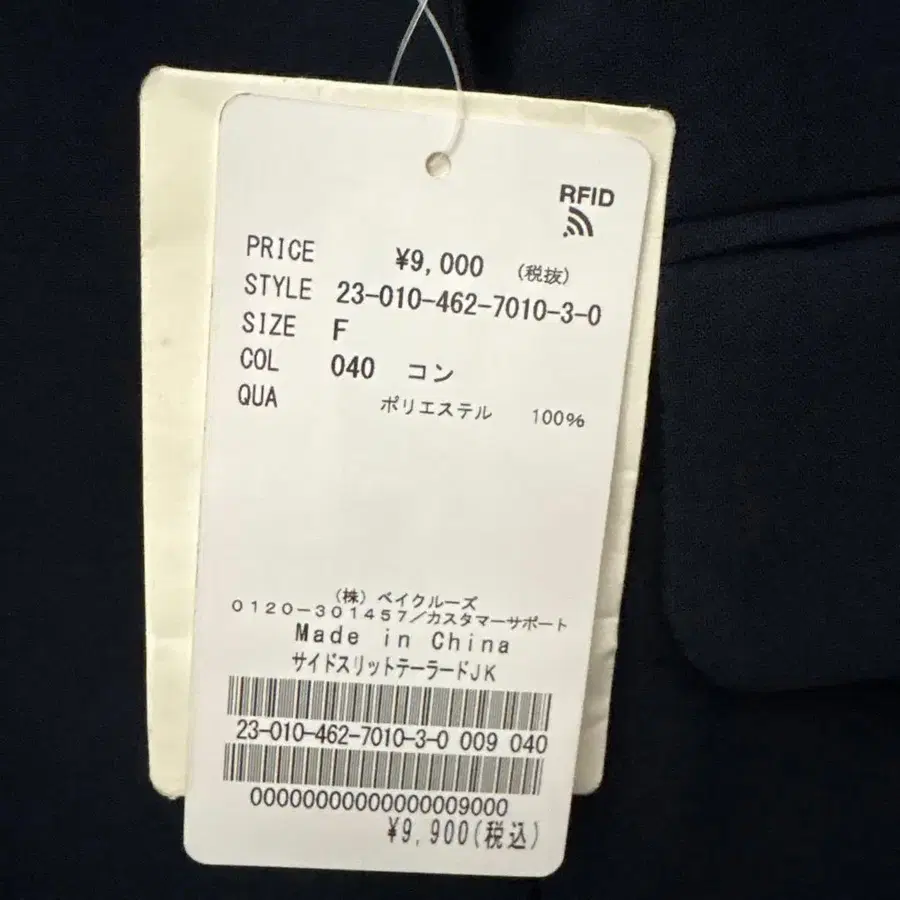 RFID
PRICE ¥9,000 (税抜)
STYLE 23-010-462-7010-3-0
SIZE F
COL 040 コン
QUA ポリエステル 100%
(株) ベイクルーズ
0120-301457/カスタマーサポート
Made in China
サイドスリットテーラードJK
23-010-462-7010-3-0 009 040
00000000000000009000
¥9,900(税込)